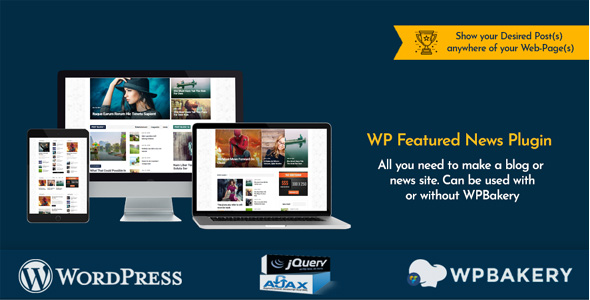 Show your Desired Post(s)
anywhere of your Web-Page(s)
WP Featured News Plugin
All you need to make a blog or
news site. Can be used with
or without WPBakery
WORDPRESS
jQuery
AJAX
WPBAKERY